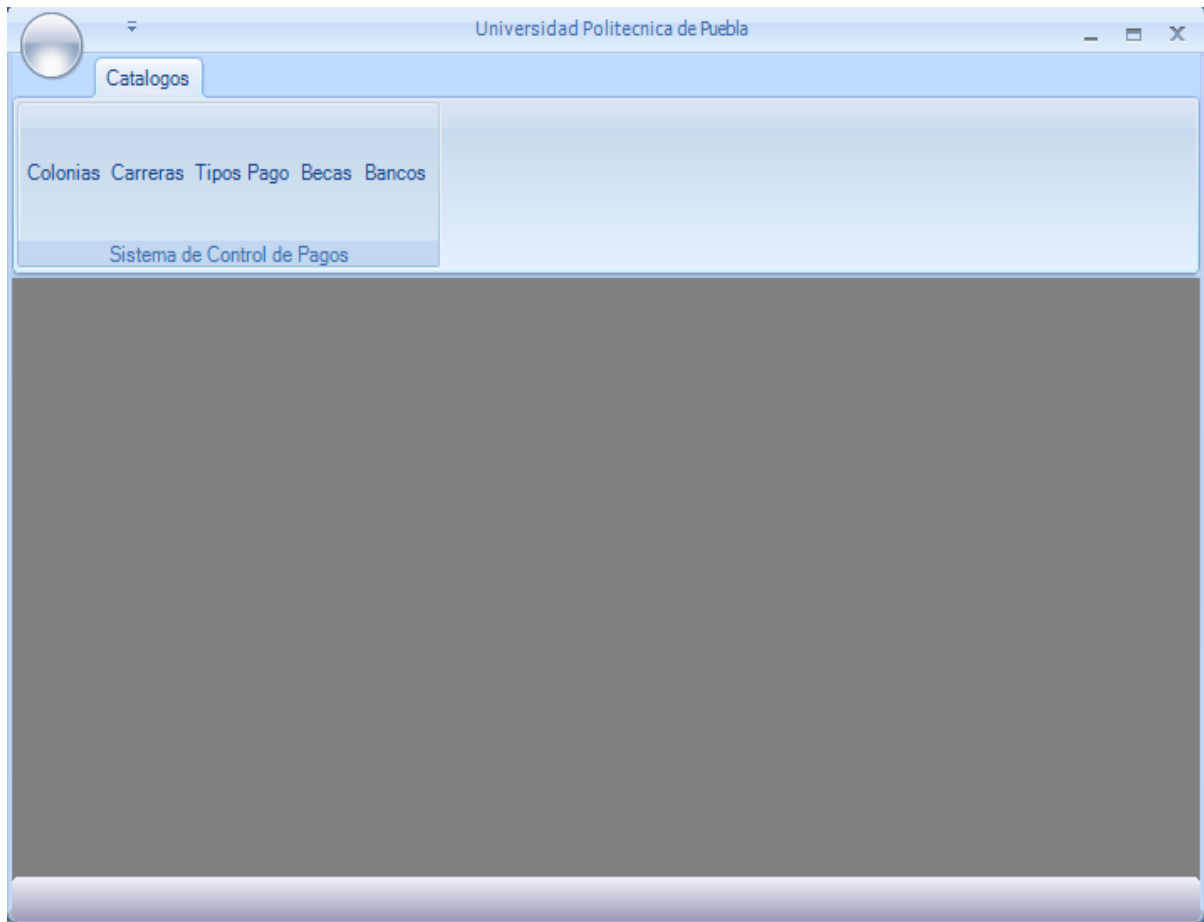 Universidad Politecnica de Puebla
Catalogos
Colonias Carreras Tipos Pago Becas Bancos
Sistema de Control de Pagos